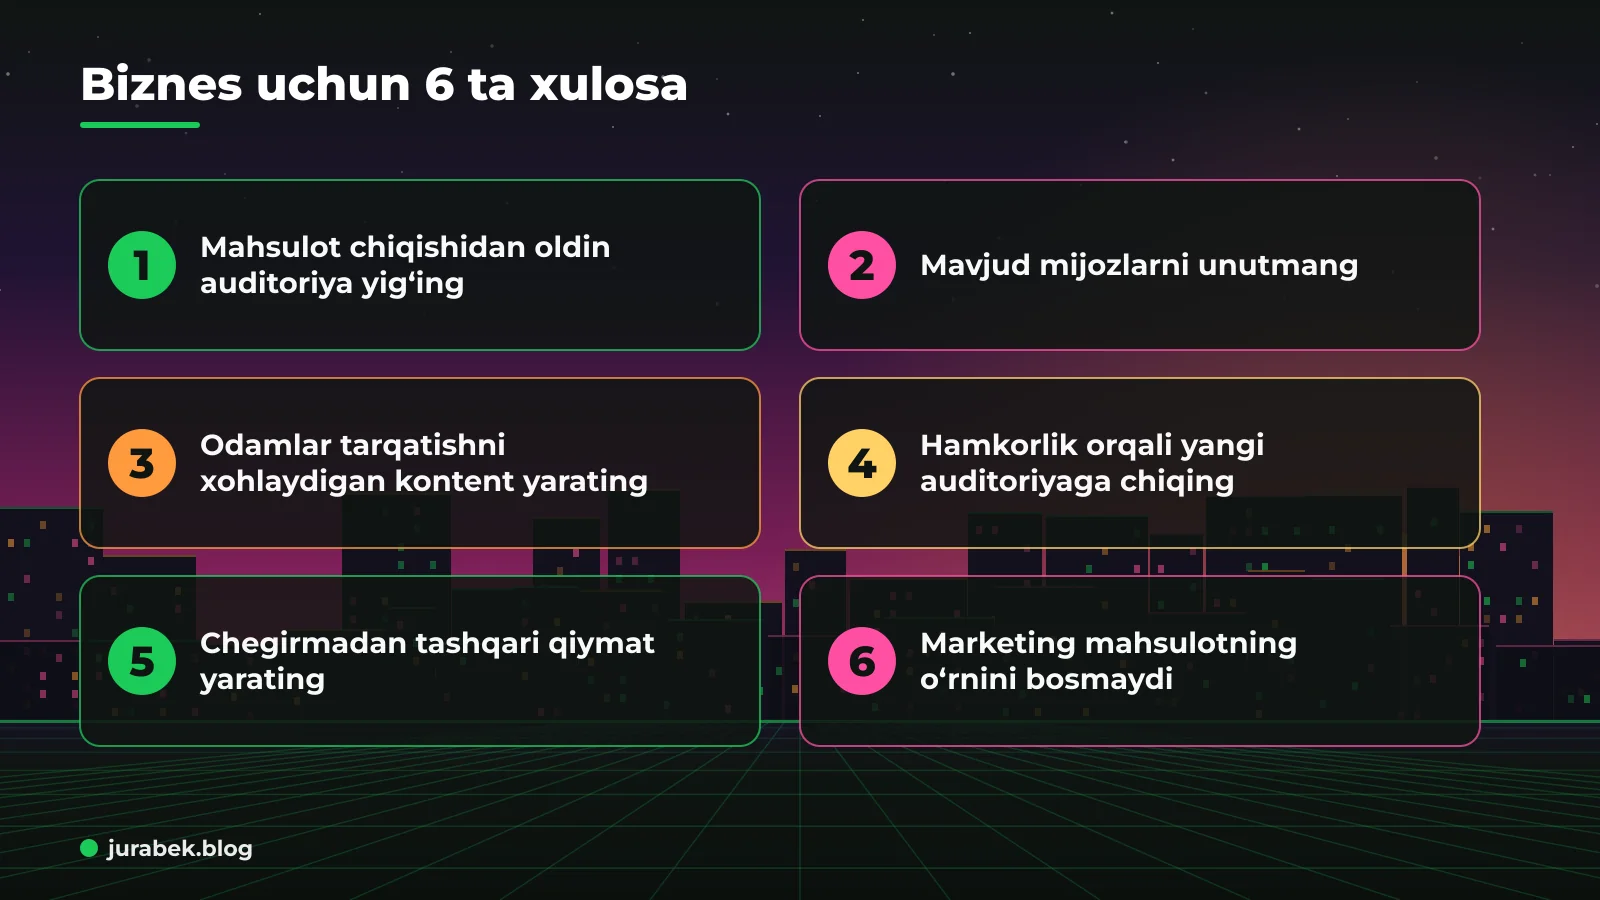 Biznes uchun 6 ta xulosa
1
Mahsulot chiqishidan oldin
auditoriya yig‘ing
2
Mavjud mijozlarni unutmang
3
Odamlar tarqatishni
xohlaydigan kontent yarating
4
Hamkorlik orqali yangi
auditoriyaga chiqing
5
Chegirmadan tashqari qiymat
yarating
6
Marketing mahsulotning
o‘rnini bosmaydi
jurabek.blog